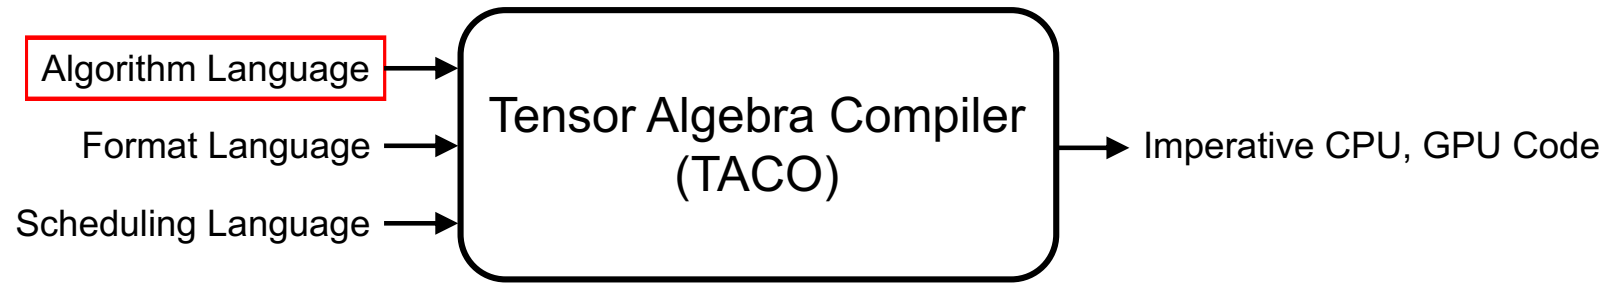 Algorithm Language
Format Language
Scheduling Language
Tensor Algebra Compiler
(TACO)
Imperative CPU, GPU Code